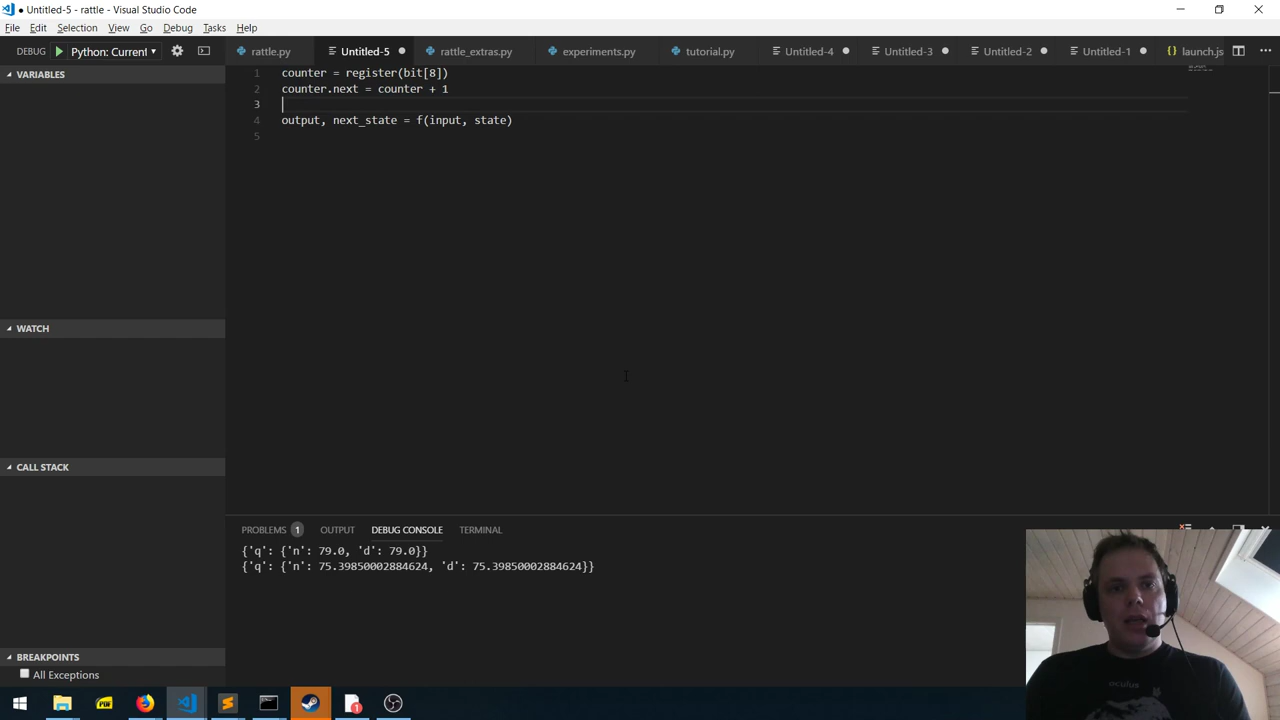 ● Untitled-5 - rattle - Visual Studio Code
File Edit Selection View Go Debug Tasks Help
DEBUG Python: Current
rattle.py Untitled-5 rattle_extras.py experiments.py tutorial.py Untitled-4 Untitled-3 Untitled-2 Untitled-1 {} launch.js
VARIABLES
1 counter = register(bit[8])
2 counter.next = counter + 1
3
4 output, next_state = f(input, state)
5
WATCH
CALL STACK
PROBLEMS 1 OUTPUT DEBUG CONSOLE TERMINAL
{'q': {'n': 79.0, 'd': 79.0}}
{'q': {'n': 75.39850002884624, 'd': 75.39850002884624}}
BREAKPOINTS
All Exceptions
PDF
1
oculus